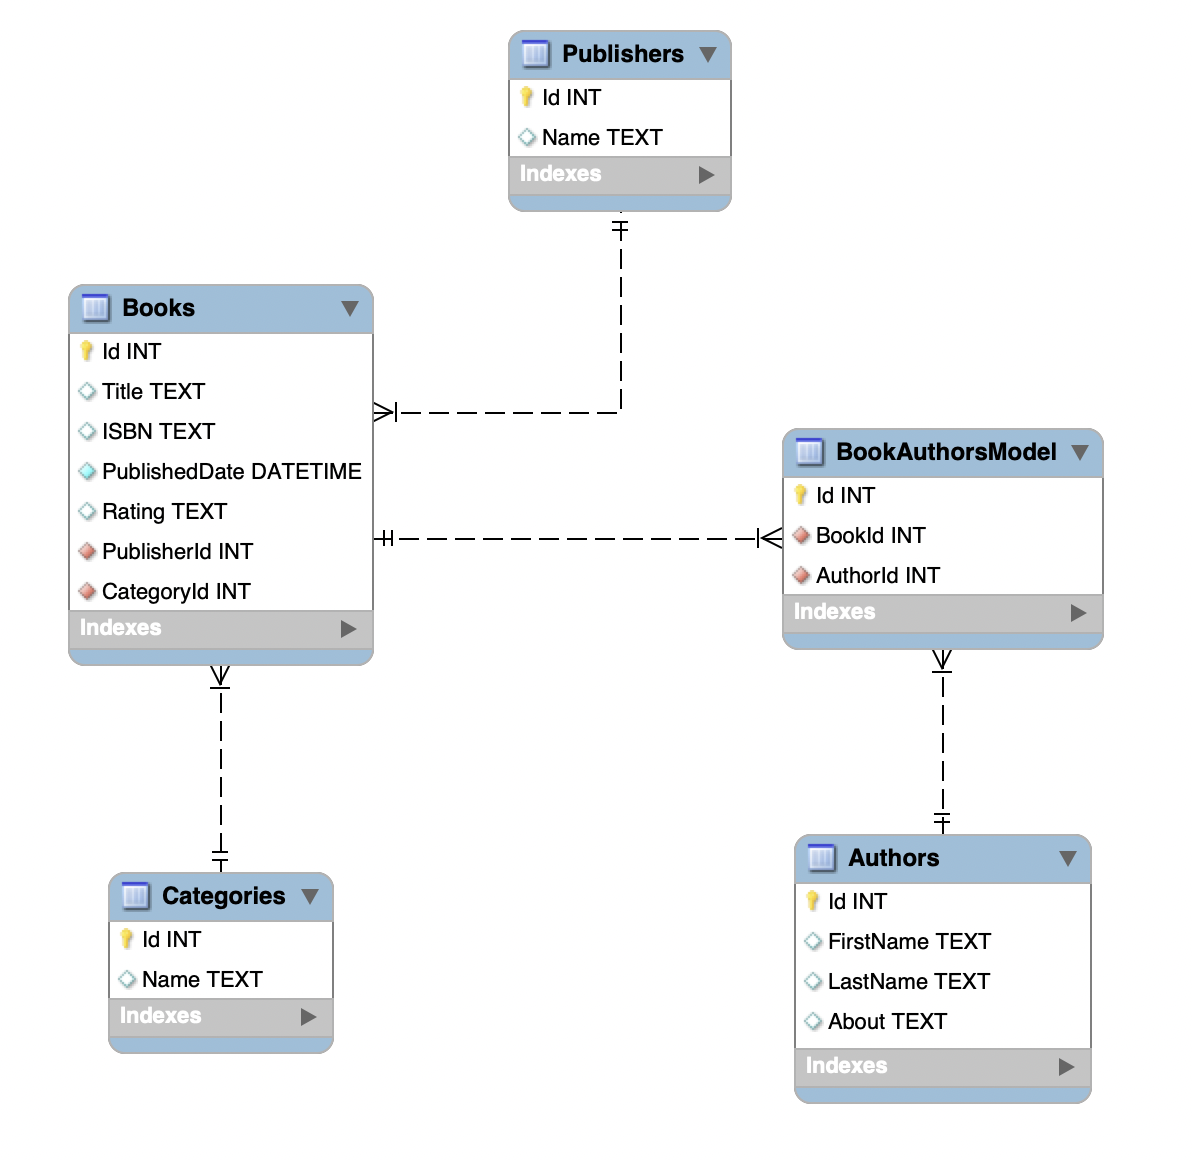 Publishers
Id INT
Name TEXT
Indexes
Books
Id INT
Title TEXT
ISBN TEXT
PublishedDate DATETIME
Rating TEXT
PublisherId INT
CategoryId INT
Indexes
BookAuthorsModel
Id INT
BookId INT
AuthorId INT
Indexes
Categories
Id INT
Name TEXT
Indexes
Authors
Id INT
FirstName TEXT
LastName TEXT
About TEXT
Indexes